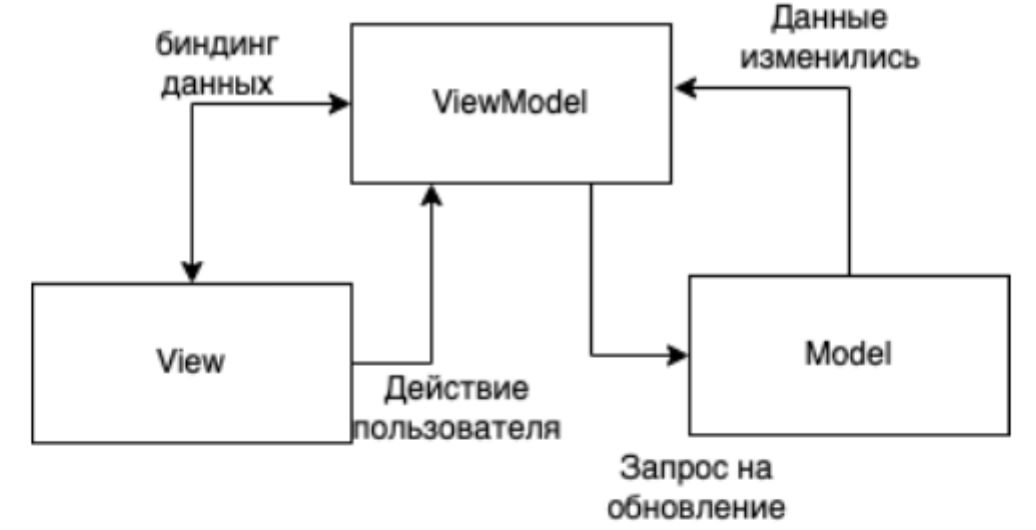 Данные
изменились
биндинг
данных
ViewModel
View
Model
Действие
пользователя
Запрос на
обновление